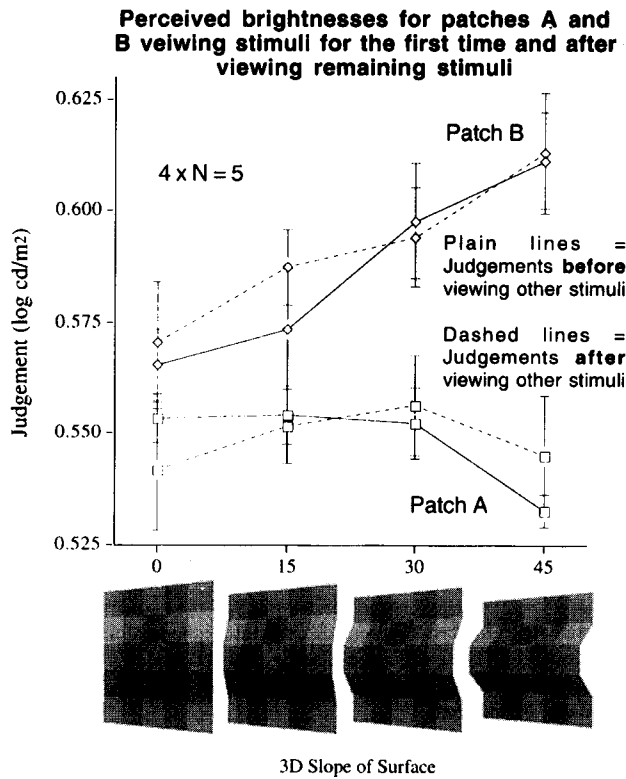 Perceived brightnesses for patches A and
B veiwing stimuli for the first time and after
viewing remaining stimuli
0.625
0.600
0.575
0.550
0.525
Judgement (log cd/m2)
4 x N = 5
Patch B
Plain lines =
Judgements before
viewing other stimuli
Dashed lines =
Judgements after
viewing other stimuli
Patch A
0 15 30 45
3D Slope of Surface